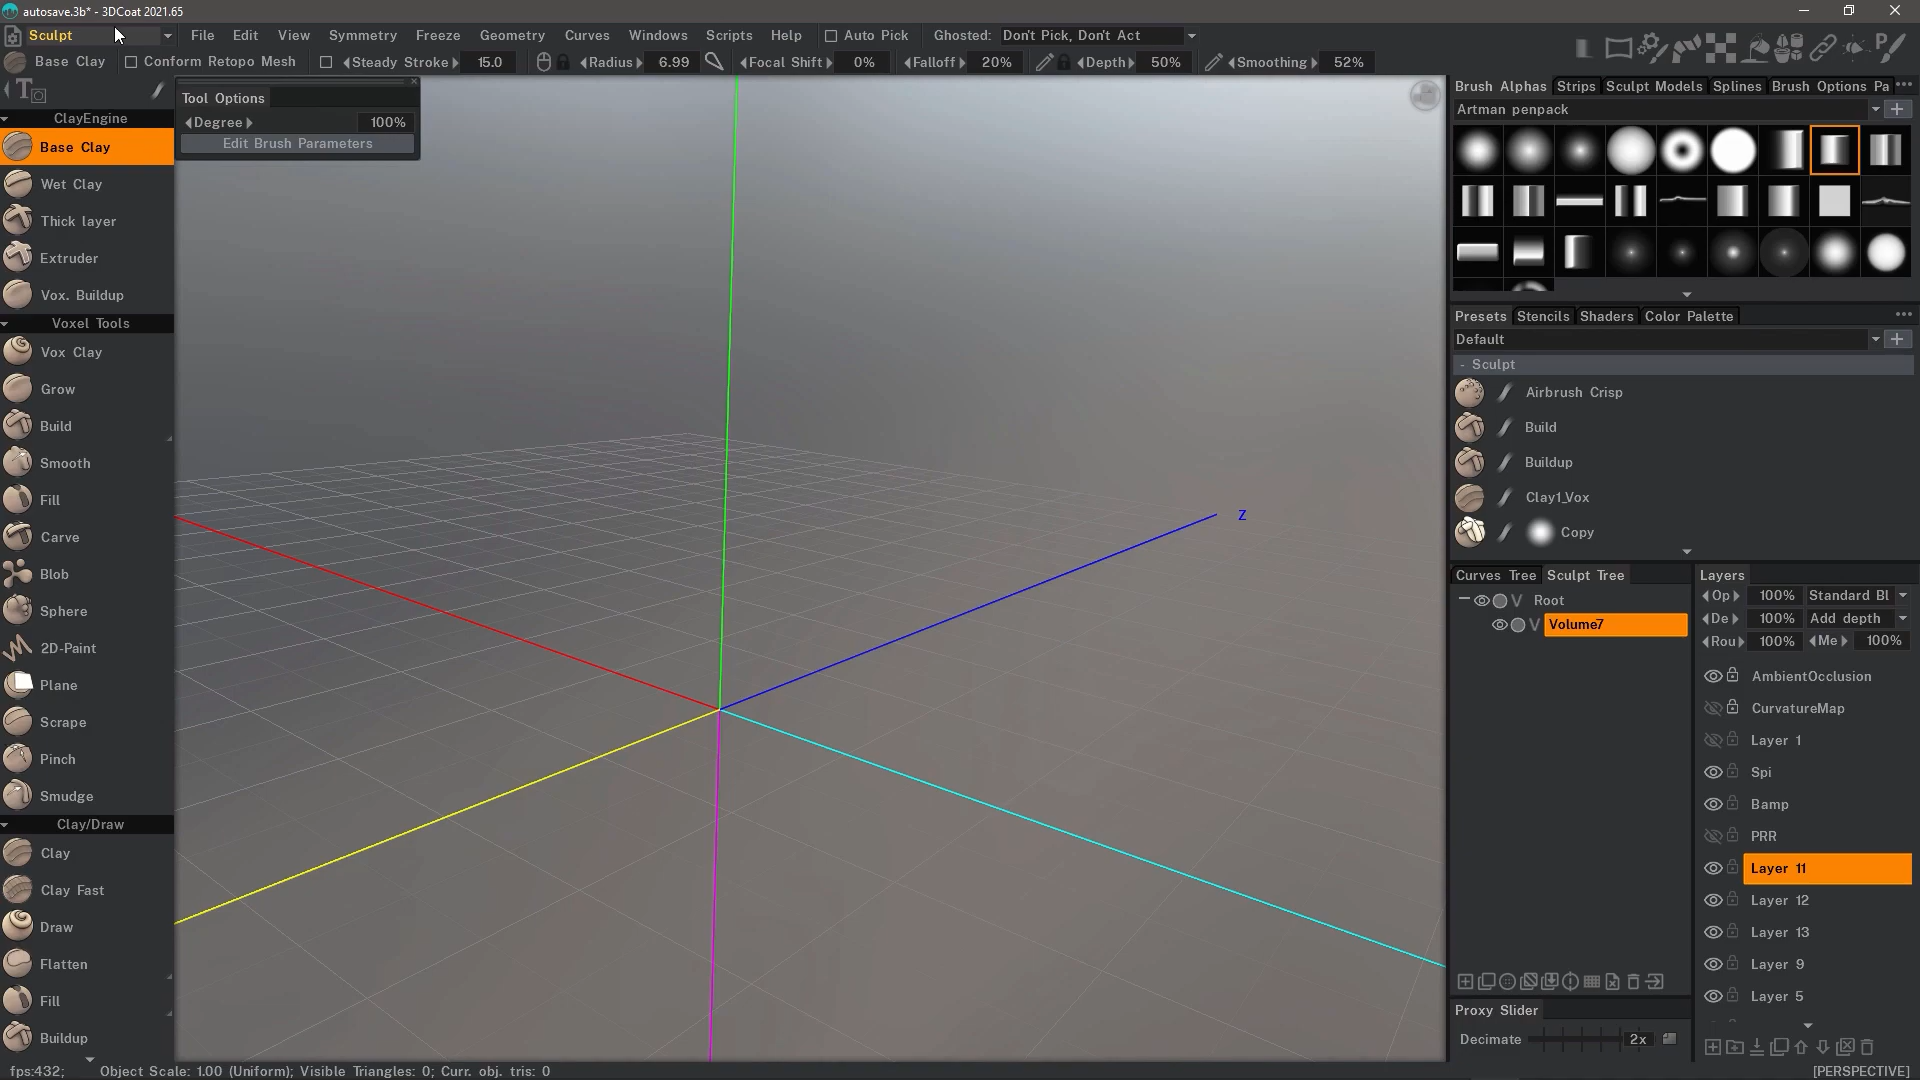 autosave.3b* - 3DCoat 2021.65
Sculpt File Edit View Symmetry Freeze Geometry Curves Windows Scripts Help Auto Pick Ghosted: Don't Pick, Don't Act
Base Clay Conform Retopo Mesh Steady Stroke 15.0 Radius 6.99 Focal Shift 0% Falloff 20% Depth 50% Smoothing 52%
Tool Options
Degree 100%
Edit Brush Parameters
ClayEngine
Base Clay
Wet Clay
Thick layer
Extruder
Vox. Buildup
Voxel Tools
Vox Clay
Grow
Build
Smooth
Fill
Carve
Blob
Sphere
2D-Paint
Plane
Scrape
Pinch
Smudge
Clay/Draw
Clay
Clay Fast
Draw
Flatten
Fill
Buildup
Z
Brush Alphas Strips Sculpt Models Splines Brush Options Pa
Artman penpack
Presets Stencils Shaders Color Palette
Default
- Sculpt
Airbrush Crisp
Build
Buildup
Clay1_Vox
Copy
Curves Tree Sculpt Tree
V Root
V Volume7
Proxy Slider
Decimate 2x
Layers
Op 100% Standard Bl
De 100% Add depth
Rou 100% Me 100%
AmbientOcclusion
CurvatureMap
Layer 1
Spi
Bamp
PRR
Layer 11
Layer 12
Layer 13
Layer 9
Layer 5
fps:432; Object Scale: 1.00 (Uniform); Visible Triangles: 0; Curr. obj. tris: 0
[PERSPECTIVE]